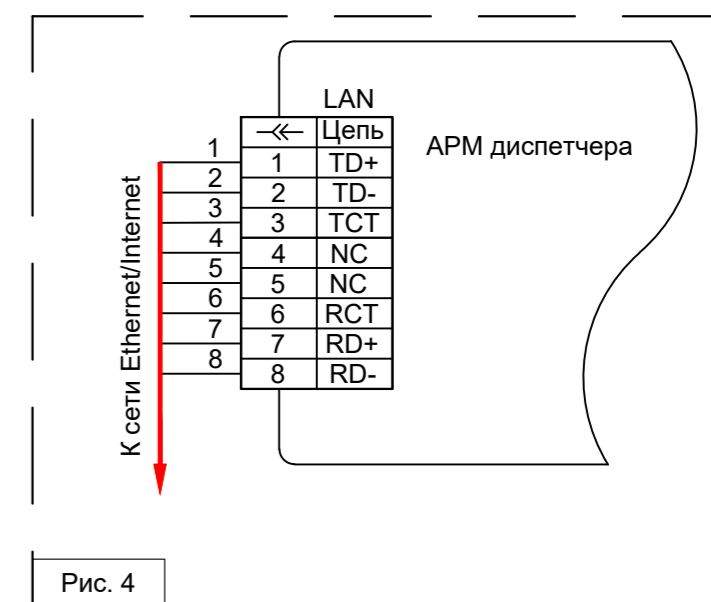 LAN
Цепь
АРМ диспетчера
1 1 TD+
2 2 TD-
3 3 TCT
4 4 NC
5 5 NC
6 6 RCT
7 7 RD+
8 8 RD-
К сети Ethernet/Internet
Рис. 4